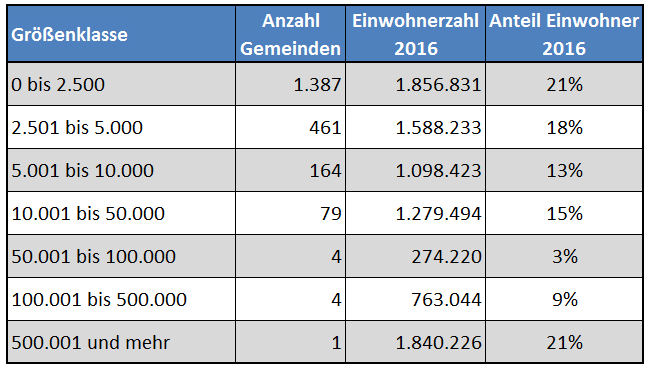 Größenklasse Anzahl Gemeinden Einwohnerzahl 2016 Anteil Einwohner 2016
0 bis 2.500 1.387 1.856.831 21%
2.501 bis 5.000 461 1.588.233 18%
5.001 bis 10.000 164 1.098.423 13%
10.001 bis 50.000 79 1.279.494 15%
50.001 bis 100.000 4 274.220 3%
100.001 bis 500.000 4 763.044 9%
500.001 und mehr 1 1.840.226 21%